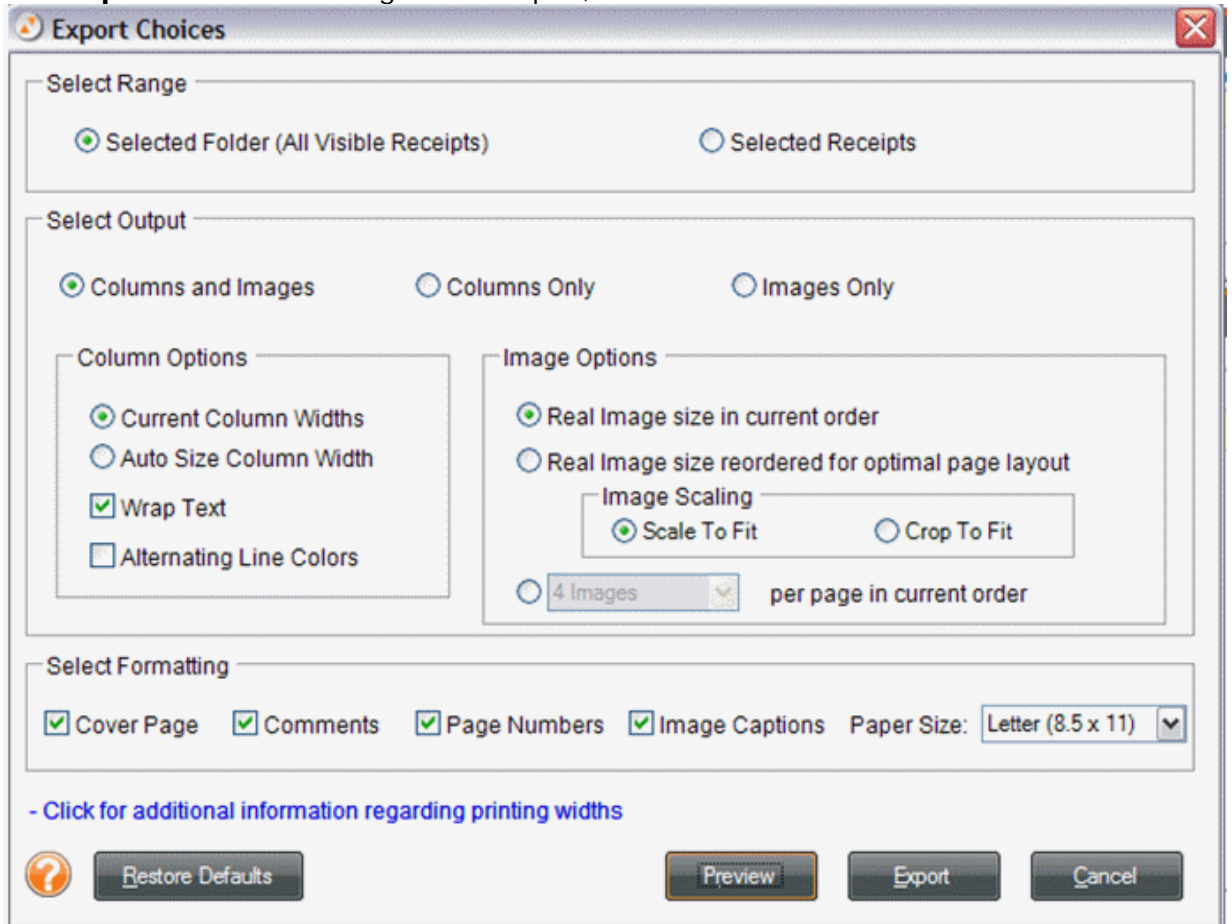 Export Choices
Select Range
Selected Folder (All Visible Receipts) Selected Receipts
Select Output
Columns and Images Columns Only Images Only
Column Options Image Options
Current Column Widths Real Image size in current order
Auto Size Column Width Real Image size reordered for optimal page layout
Image Scaling
Wrap Text Scale To Fit Crop To Fit
Alternating Line Colors
4 Images per page in current order
Select Formatting
Cover Page Comments Page Numbers Image Captions Paper Size: Letter (8.5 x 11)
- Click for additional information regarding printing widths
? Restore Defaults Preview Export Cancel